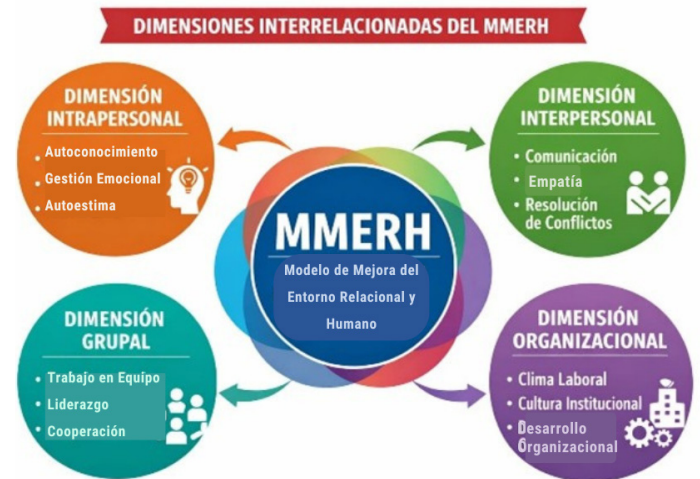 DIMENSIONES INTERRELACIONADAS DEL MMERH
DIMENSIÓN
INTRAPERSONAL
• Autoconocimiento
• Gestión Emocional
• Autoestima
DIMENSIÓN
INTERPERSONAL
• Comunicación
• Empatía
• Resolución
de Conflictos
MMERH
Modelo de Mejora del
Entorno Relacional y
Humano
DIMENSIÓN
GRUPAL
• Trabajo en Equipo
• Liderazgo
• Cooperación
DIMENSIÓN
ORGANIZACIONAL
• Clima Laboral
• Cultura Institucional
• Desarrollo
Organizacional